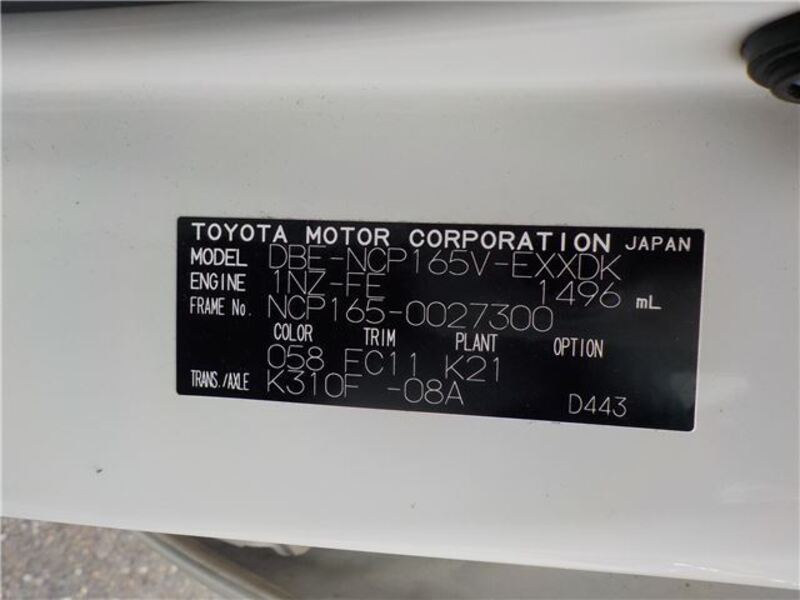 TOYOTA MOTOR CORPORATION JAPAN
MODEL DBE-NCP165V-EXXDK
ENGINE 1NZ-FE 1496 mL
FRAME No. NCP165-0027300
COLOR TRIM PLANT OPTION
058 FC11 K21
TRANS./AXLE K310F -08A D443